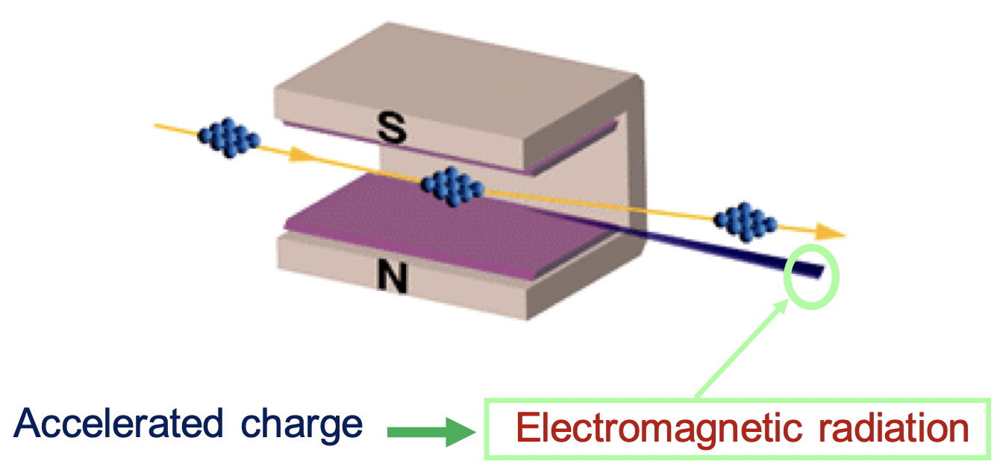 S
N
Accelerated charge
Electromagnetic radiation